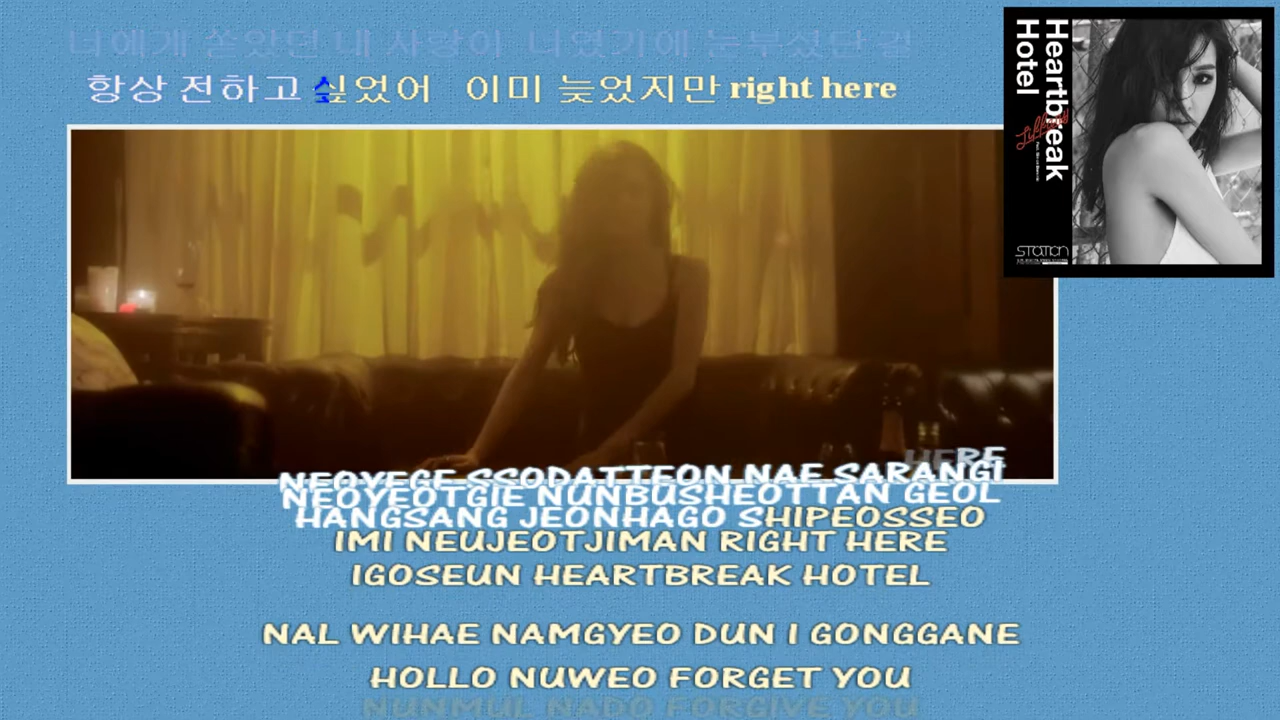 너에게 쏟았던 내 사랑이 너였기에 눈부셨단 걸
항상 전하고 싶었어 이미 늦었지만 right here
Heartbreak
Hotel
Tiffany
STATION
HERE
NEOYEGE SSODATTEON NAE SARANGI
NEOYEOTGIE NUNBUSHEOTTAN GEOL
HANGSANG JEONHAGO SHIPEOSSEO
IMI NEUJEOTJIMAN RIGHT HERE
IGOSEUN HEARTBREAK HOTEL
NAL WIHAE NAMGYEO DUN I GONGGANE
HOLLO NUWEO FORGET YOU
NUNMUL NADO FORGIVE YOU